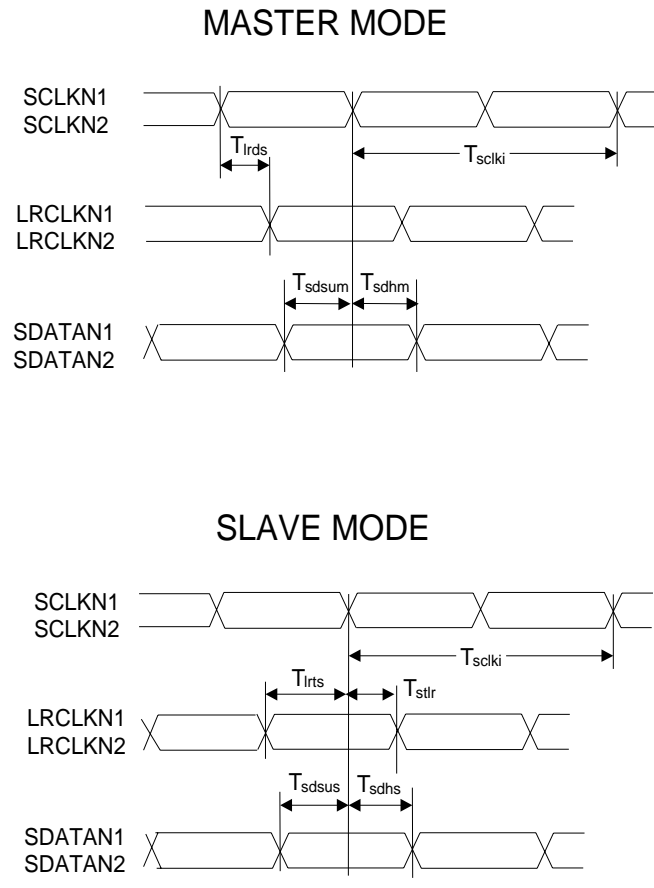 MASTER MODE
SCLKN1
SCLKN2
Tlrds
Tsclki
LRCLKN1
LRCLKN2
Tsdsum
Tsdhm
SDATAN1
SDATAN2
SLAVE MODE
SCLKN1
SCLKN2
Tsclki
Tlrts
Tstlr
LRCLKN1
LRCLKN2
Tsdsus
Tsdhs
SDATAN1
SDATAN2